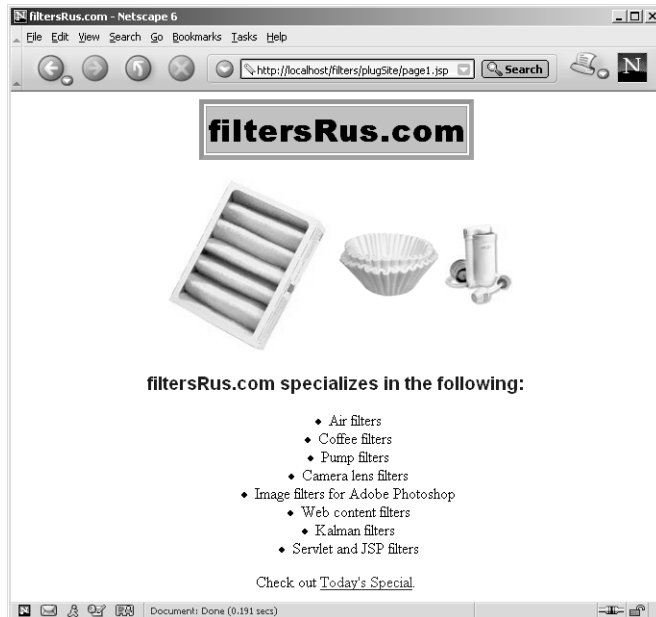 filtersRus.com - Netscape 6
File Edit View Search Go Bookmarks Tasks Help
http://localhost/filters/plugSite/page1.jsp Search N
filtersRus.com
filtersRus.com specializes in the following:
• Air filters
• Coffee filters
• Pump filters
• Camera lens filters
• Image filters for Adobe Photoshop
• Web content filters
• Kalman filters
• Servlet and JSP filters
Check out Today's Special.
Document: Done (0.191 secs)